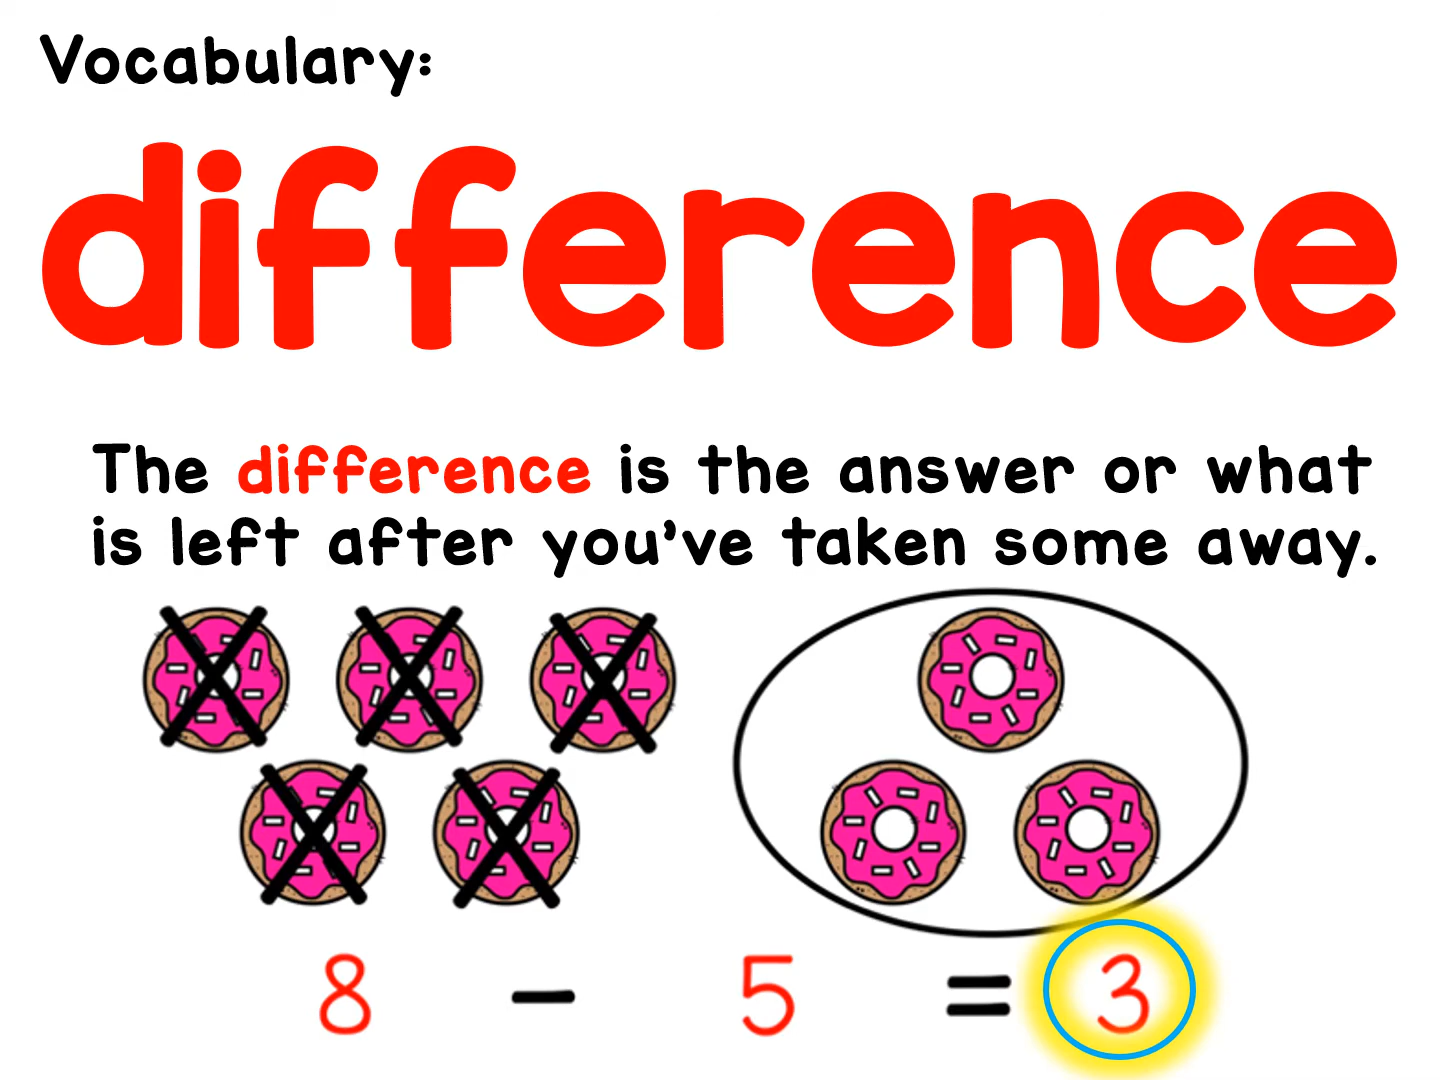 Vocabulary:
difference
The difference is the answer or what
is left after you've taken some away.
8 - 5 = 3